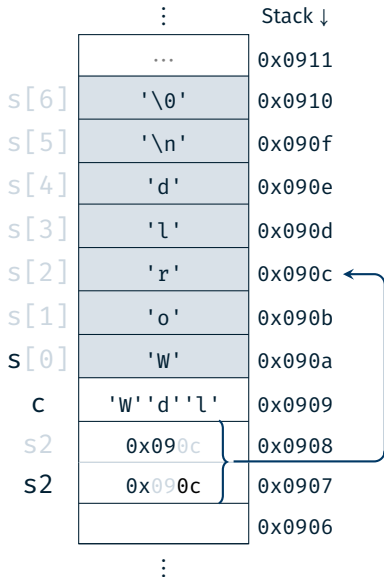 ⋮ Stack ↓
... 0x0911
s[6] '\0' 0x0910
s[5] '\n' 0x090f
s[4] 'd' 0x090e
s[3] 'l' 0x090d
s[2] 'r' 0x090c
s[1] 'o' 0x090b
s[0] 'W' 0x090a
c 'W''d''l' 0x0909
s2 0x090c 0x0908
s2 0x090c 0x0907
0x0906
⋮